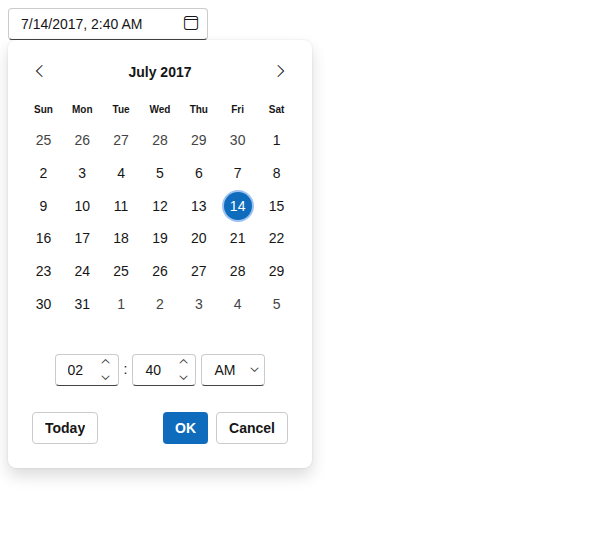 7/14/2017, 2:40 AM
July 2017
Sun Mon Tue Wed Thu Fri Sat
25 26 27 28 29 30 1
2 3 4 5 6 7 8
9 10 11 12 13 14 15
16 17 18 19 20 21 22
23 24 25 26 27 28 29
30 31 1 2 3 4 5
02 : 40 AM
Today OK Cancel